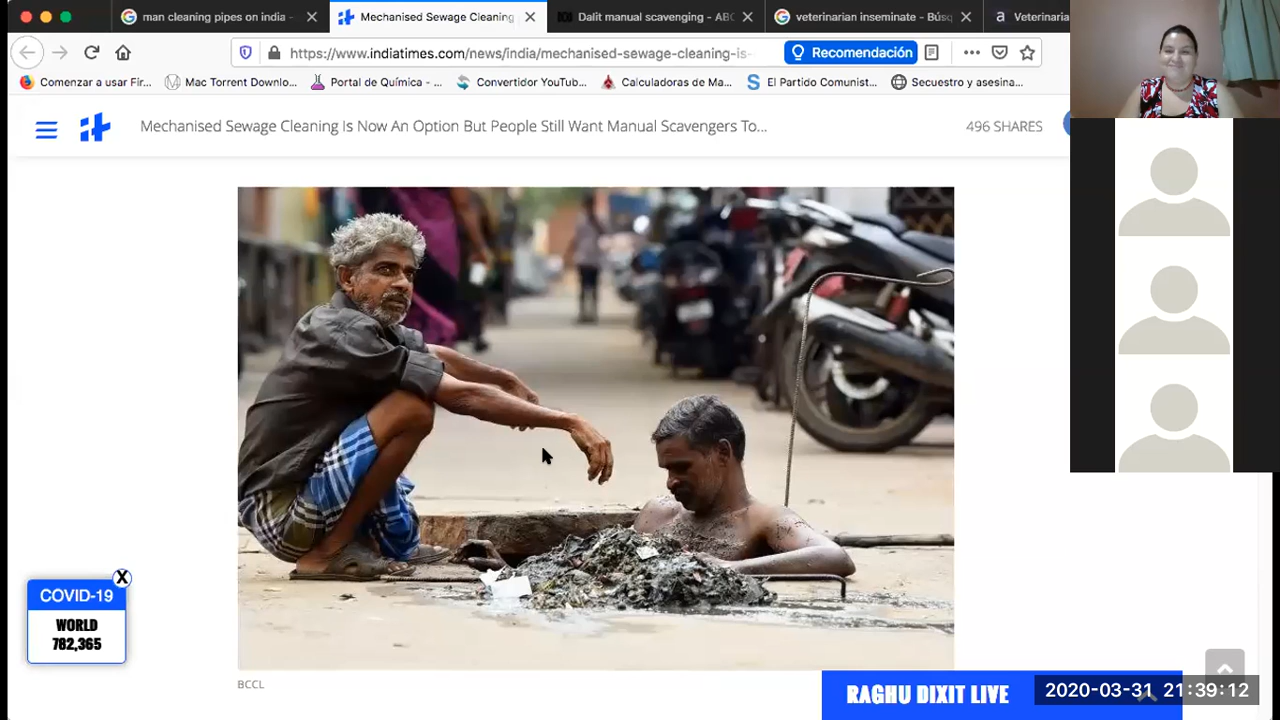 man cleaning pipes on india -
Mechanised Sewage Cleaning
Dalit manual scavenging - ABC
veterinarian inseminate - Búsq
Veterinaria
https://www.indiatimes.com/news/india/mechanised-sewage-cleaning-is-
Recomendación
Comenzar a usar Fir...
Mac Torrent Downlo...
Portal de Química - ...
Convertidor YouTub...
Calculadoras de Ma...
El Partido Comunist...
Secuestro y asesina...
Mechanised Sewage Cleaning Is Now An Option But People Still Want Manual Scavengers To...
496 SHARES
COVID-19
X
WORLD
782,365
BCCL
RAGHU DIXIT LIVE
2020-03-31 21:39:12